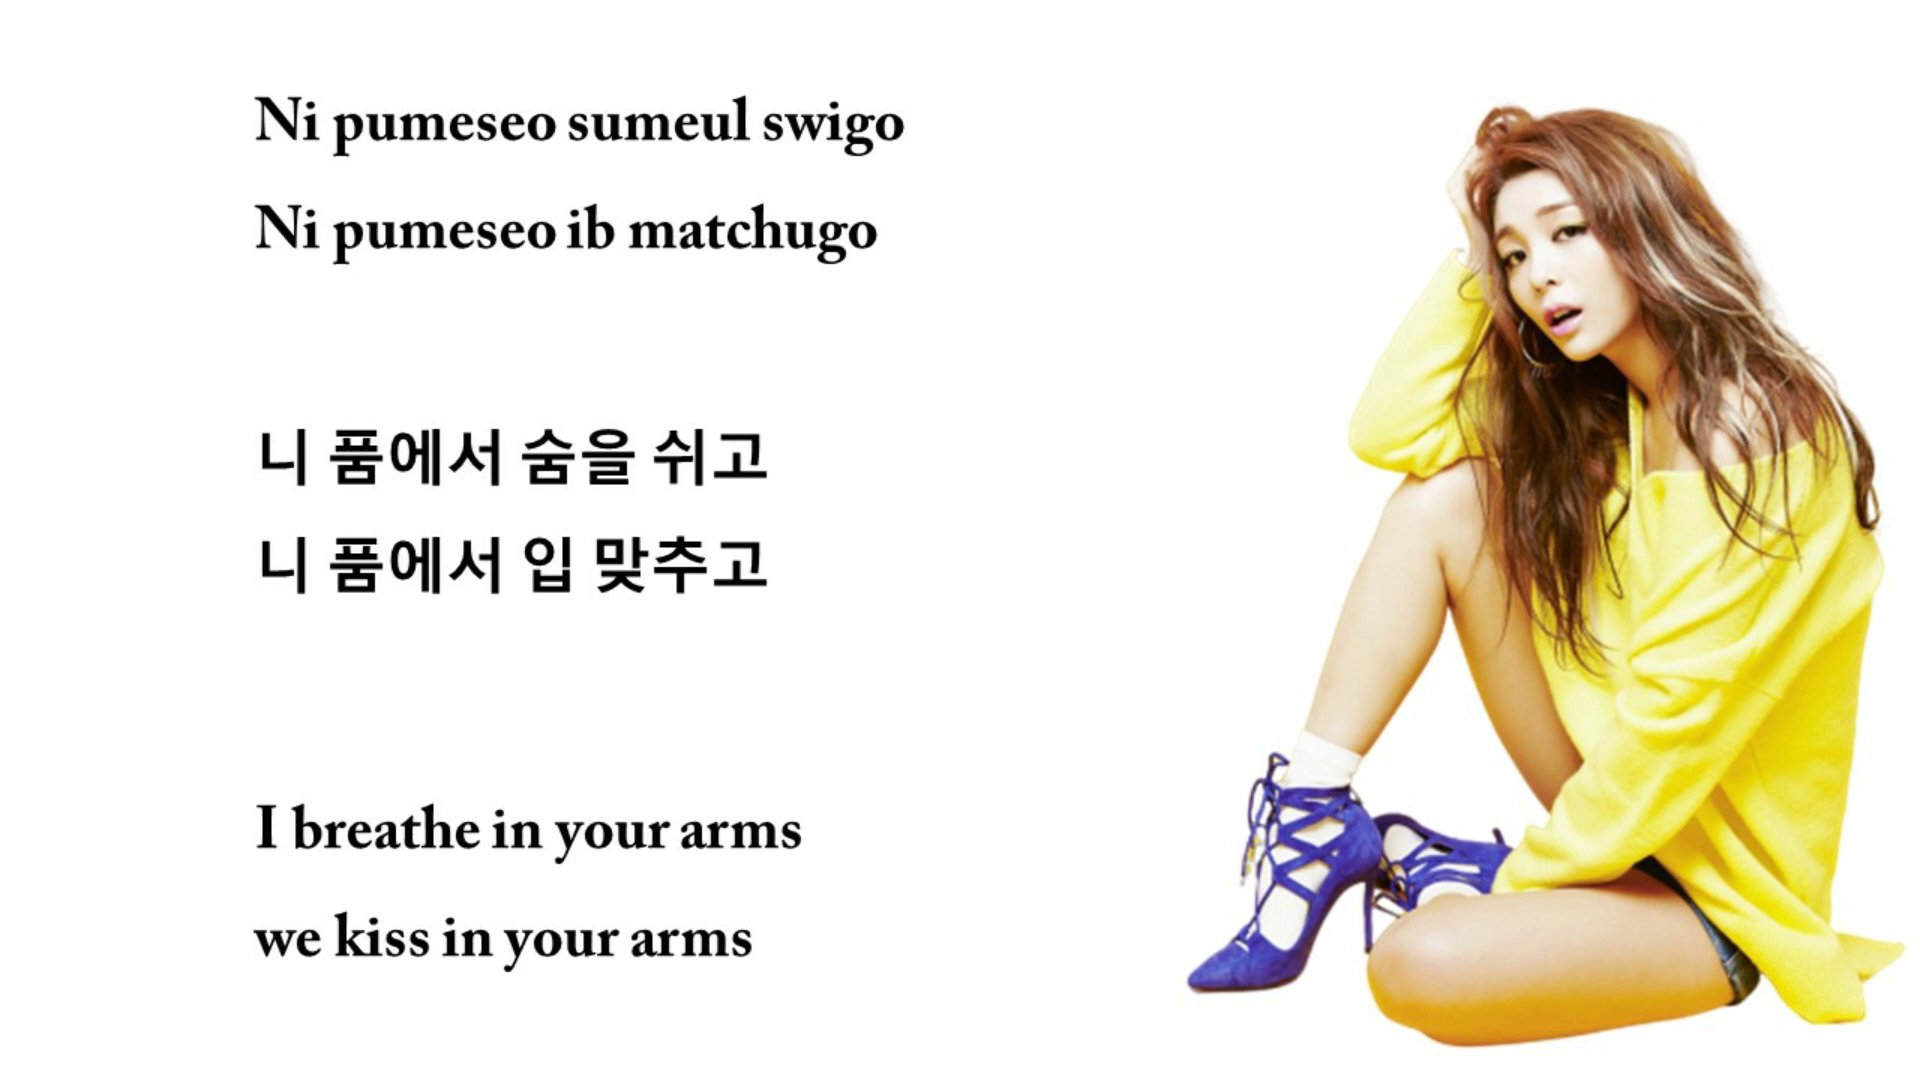 Ni pumeseo sumeul swigo
Ni pumeseo ib matchugo
니 품에서 숨을 쉬고
니 품에서 입 맞추고
I breathe in your arms
we kiss in your arms